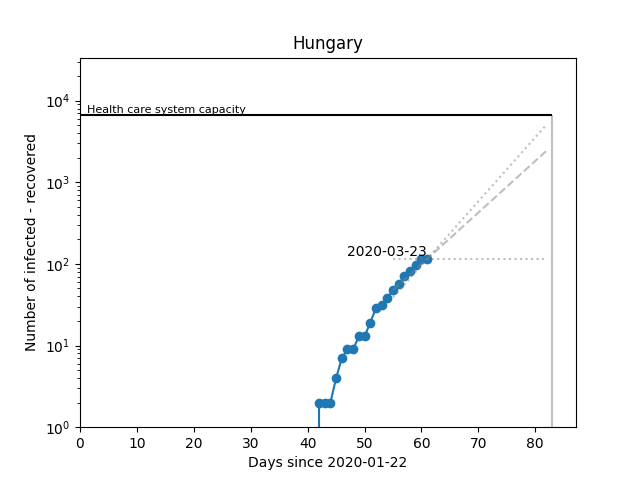 Hungary
Number of infected - recovered
10^4
10^3
10^2
10^1
10^0
Health care system capacity
2020-03-23
0 10 20 30 40 50 60 70 80
Days since 2020-01-22